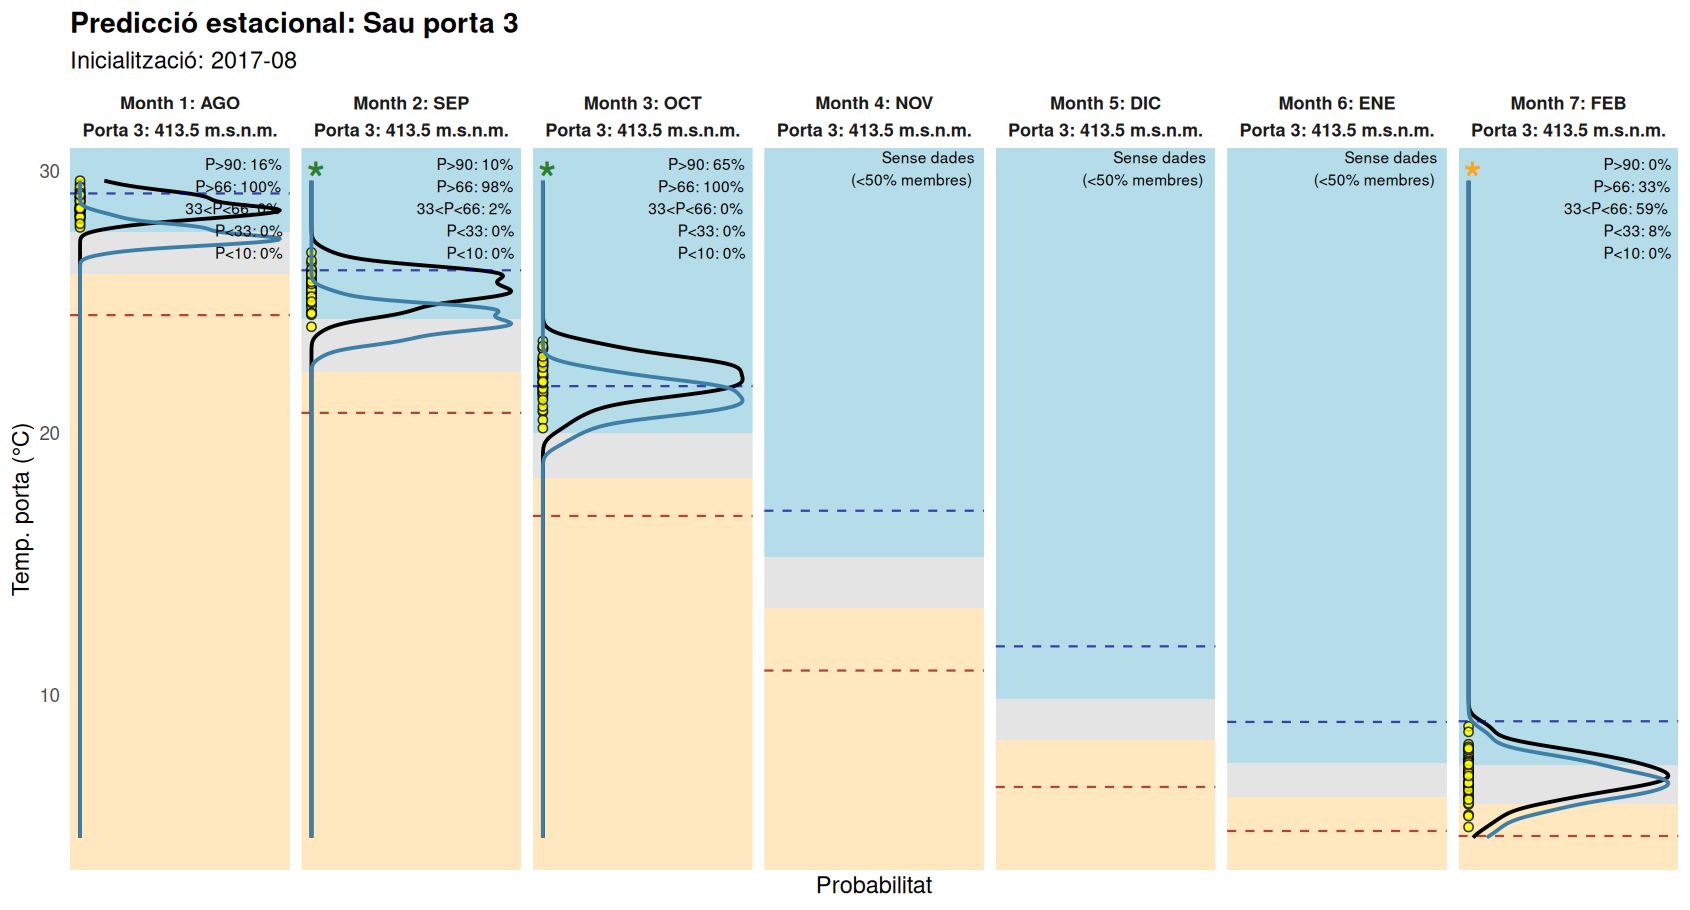 Predicció estacional: Sau porta 3
Inicialització: 2017-08
Month 1: AGO
Porta 3: 413.5 m.s.n.m.
Month 2: SEP
Porta 3: 413.5 m.s.n.m.
Month 3: OCT
Porta 3: 413.5 m.s.n.m.
Month 4: NOV
Porta 3: 413.5 m.s.n.m.
Month 5: DIC
Porta 3: 413.5 m.s.n.m.
Month 6: ENE
Porta 3: 413.5 m.s.n.m.
Month 7: FEB
Porta 3: 413.5 m.s.n.m.
Temp. porta (°C)
30
20
10
P>90: 16%
P>66: 100%
33<P<66: 0%
P<33: 0%
P<10: 0%
*
P>90: 10%
P>66: 98%
33<P<66: 2%
P<33: 0%
P<10: 0%
*
P>90: 65%
P>66: 100%
33<P<66: 0%
P<33: 0%
P<10: 0%
Sense dades
(<50% membres)
Sense dades
(<50% membres)
Sense dades
(<50% membres)
*
P>90: 0%
P>66: 33%
33<P<66: 59%
P<33: 8%
P<10: 0%
Probabilitat